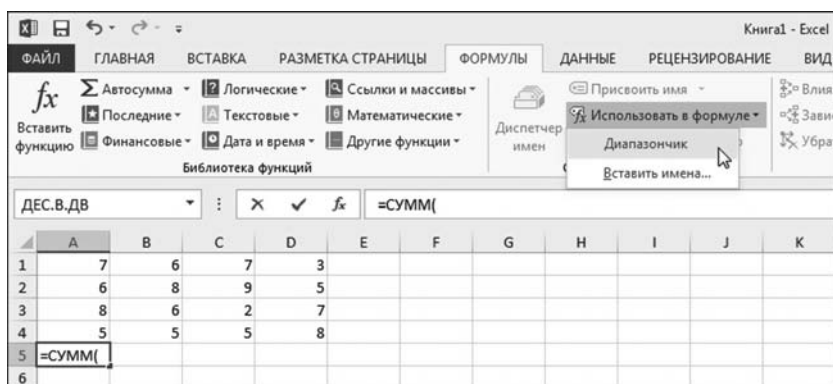 Книга1 - Excel
ФАЙЛ ГЛАВНАЯ ВСТАВКА РАЗМЕТКА СТРАНИЦЫ ФОРМУЛЫ ДАННЫЕ РЕЦЕНЗИРОВАНИЕ ВИД
fx Вставить функцию
Σ Автосумма
Последние
Финансовые
Логические
Текстовые
Дата и время
Ссылки и массивы
Математические
Другие функции
Библиотека функций
Диспетчер имен
Присвоить имя
Использовать в формуле
Диапазончик
Вставить имена...
ДЕС.В.ДВ fx =СУММ(
A B C D E F G H I J K
1 7 6 7 3
2 6 8 9 5
3 8 6 2 7
4 5 5 5 8
5 =СУММ(
6